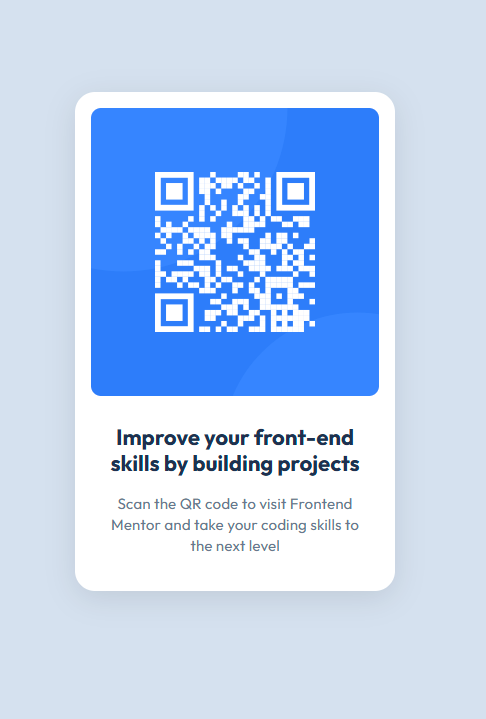 Improve your front-end
skills by building projects
Scan the QR code to visit Frontend
Mentor and take your coding skills to
the next level